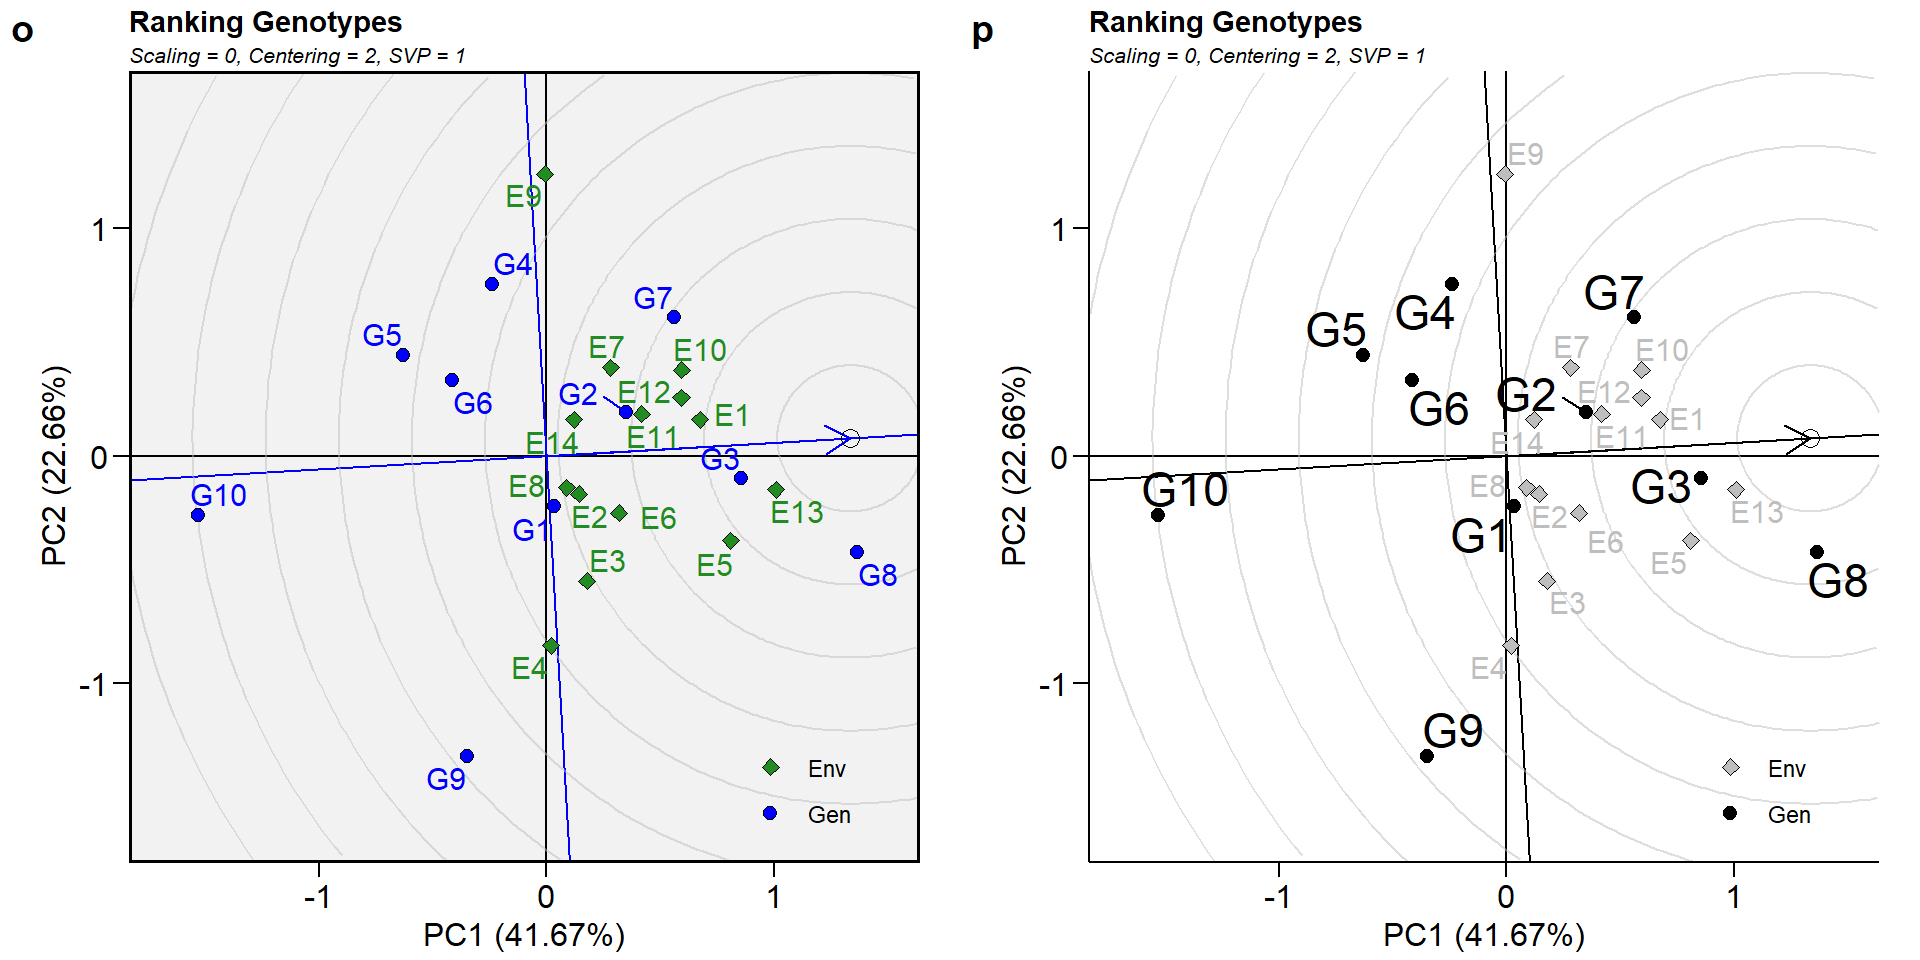 o
Ranking Genotypes
Scaling = 0, Centering = 2, SVP = 1
PC2 (22.66%)
1
0
-1
E9
G4
G7
G5
E7
E10
G6
G2
E12
E1
E14
E11
G3
G10
E8
E2
E6
E13
G1
E3
E5
G8
E4
G9
Env
Gen
-1
0
1
PC1 (41.67%)
p
Ranking Genotypes
Scaling = 0, Centering = 2, SVP = 1
PC2 (22.66%)
1
0
-1
E9
G7
G4
G5
E7
E10
G6
G2
E12
E1
E14
E11
G10
E8
G3
E2
E13
G1
E6
E5
G8
E3
E4
G9
Env
Gen
-1
0
1
PC1 (41.67%)